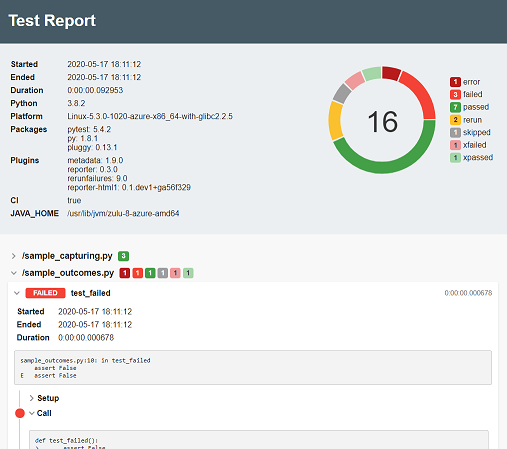 Test Report
Started 2020-05-17 18:11:12
Ended 2020-05-17 18:11:12
Duration 0:00:00.092953
Python 3.8.2
Platform Linux-5.3.0-1020-azure-x86_64-with-glibc2.2.5
Packages pytest: 5.4.2
py: 1.8.1
pluggy: 0.13.1
Plugins metadata: 1.9.0
reporter: 0.3.0
rerunfailures: 9.0
reporter-html1: 0.1.dev1+ga56f329
CI true
JAVA_HOME /usr/lib/jvm/zulu-8-azure-amd64
16
1 error
3 failed
7 passed
2 rerun
1 skipped
1 xfailed
1 xpassed
/sample_capturing.py 3
/sample_outcomes.py 1 1 1 1 1 1
FAILED test_failed 0:00:00.000678
Started 2020-05-17 18:11:12
Ended 2020-05-17 18:11:12
Duration 0:00:00.000678
sample_outcomes.py:10: in test_failed
assert False
E assert False
Setup
Call
def test_failed():
> assert False